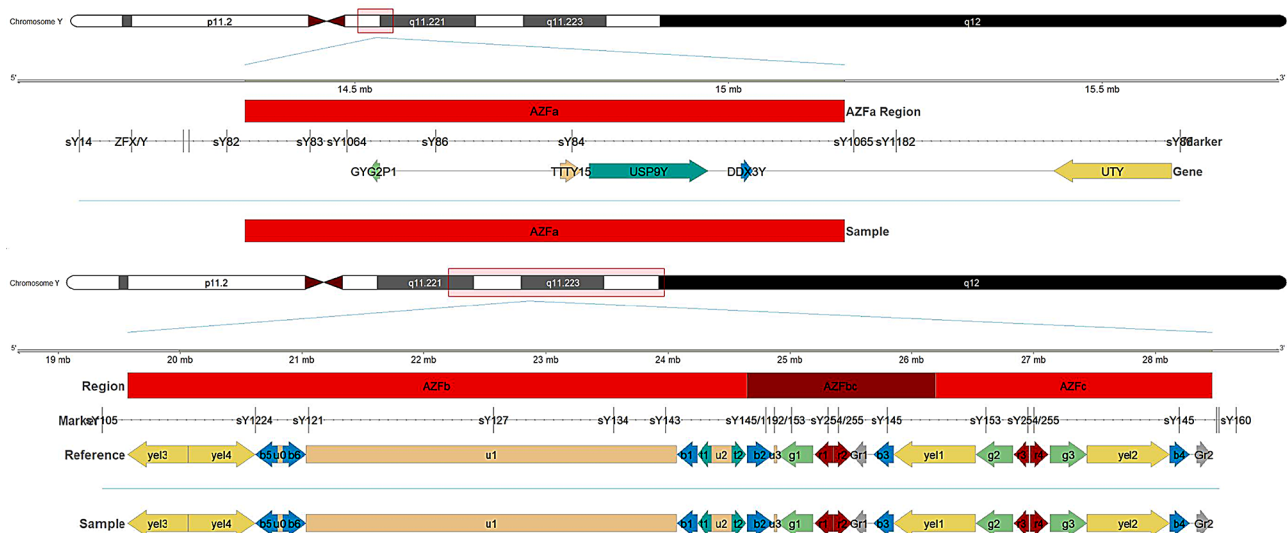 Chromosome Y p11.2 q11.221 q11.223 q12
5' 3'
14.5 mb 15 mb 15.5 mb
AZFa AZFa Region
sY14 ZFX/Y sY82 sY83 sY1064 sY86 sY84 sY1065 sY1182 Marker
GYG2P1 TTTY15 USP9Y DDX3Y UTY Gene
AZFa Sample
Chromosome Y p11.2 q11.221 q11.223 q12
5' 3'
19 mb 20 mb 21 mb 22 mb 23 mb 24 mb 25 mb 26 mb 27 mb 28 mb
Region AZFb AZFbc AZFc
Marker sY105 sY1224 sY121 sY127 sY134 sY143 sY145/1192/153 sY254/255 sY145 sY153 sY254/255 sY145 sY160
Reference yel3 yel4 b5 u0 b6 u1 b1 t1 u2 t2 b2 u3 g1 r1 r2 Gr1 b3 yel1 g2 r3 r4 g3 yel2 b4 Gr2
Sample yel3 yel4 b5 u0 b6 u1 b1 t1 u2 t2 b2 u3 g1 r1 r2 Gr1 b3 yel1 g2 r3 r4 g3 yel2 b4 Gr2